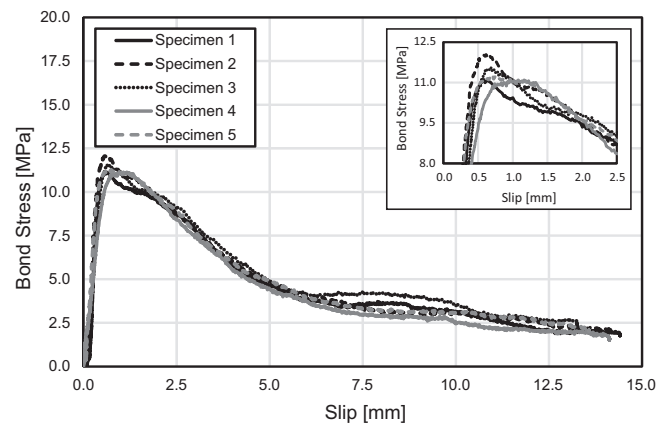 20.0
17.5
15.0
12.5
10.0
7.5
5.0
2.5
0.0
Bond Stress [MPa]
Specimen 1
Specimen 2
Specimen 3
Specimen 4
Specimen 5
12.5
11.0
9.5
8.0
Bond Stress [MPa]
0.0 0.5 1.0 1.5 2.0 2.5
Slip [mm]
0.0 2.5 5.0 7.5 10.0 12.5 15.0
Slip [mm]